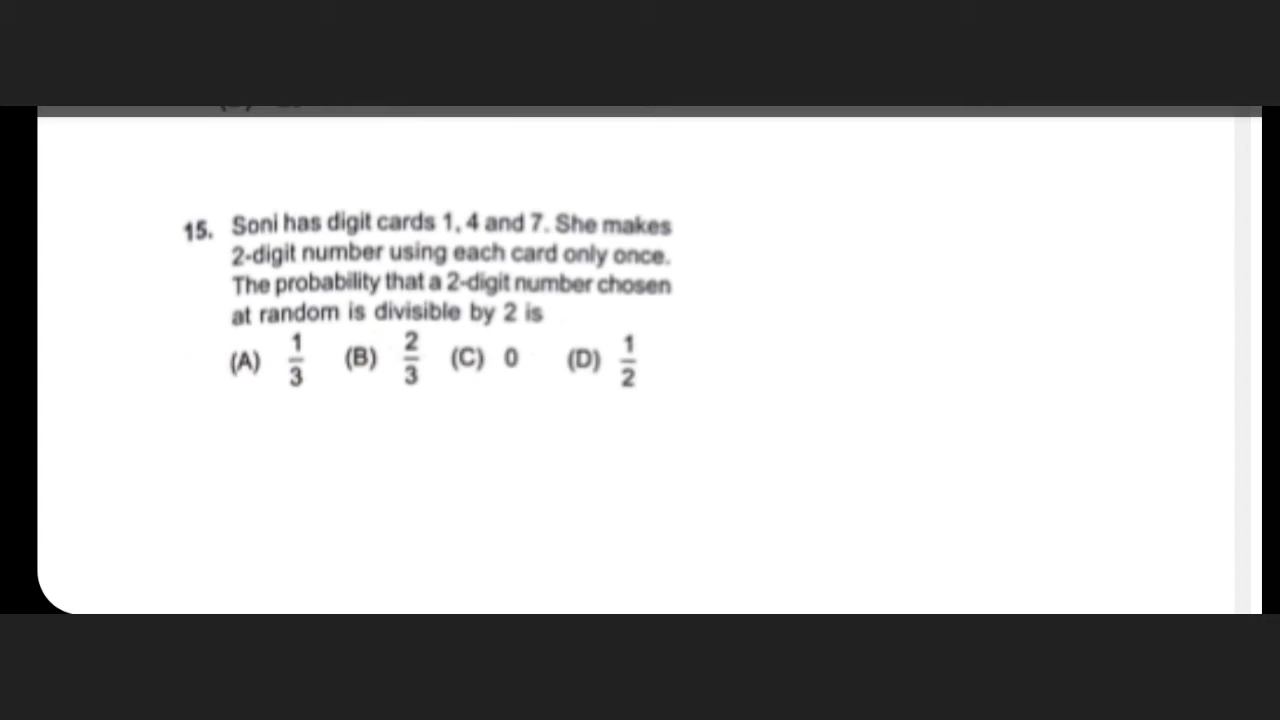 15. Soni has digit cards 1, 4 and 7. She makes
2-digit number using each card only once.
The probability that a 2-digit number chosen
at random is divisible by 2 is
(A) 1/3 (B) 2/3 (C) 0 (D) 1/2